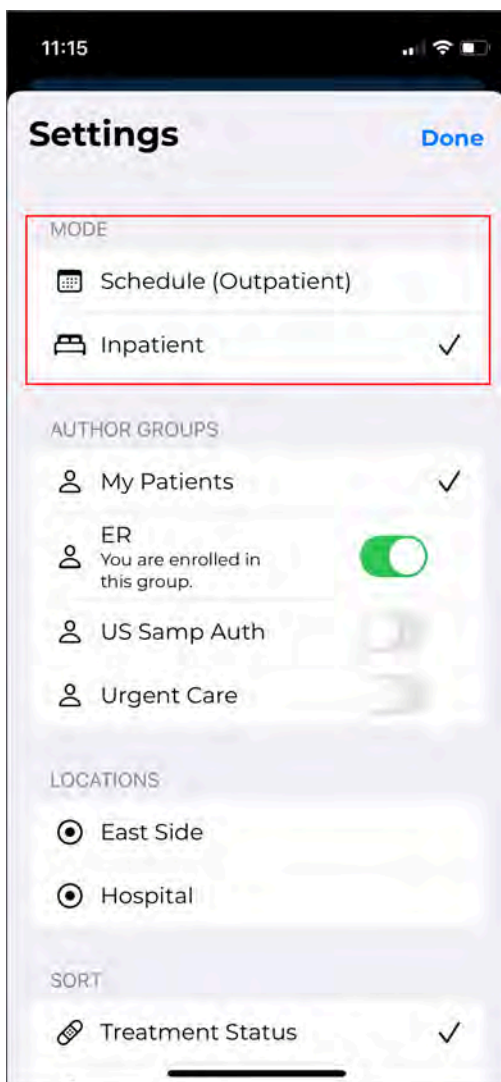 11:15
Settings
Done
MODE
Schedule (Outpatient)
Inpatient
AUTHOR GROUPS
My Patients
ER
You are enrolled in
this group.
US Samp Auth
Urgent Care
LOCATIONS
East Side
Hospital
SORT
Treatment Status